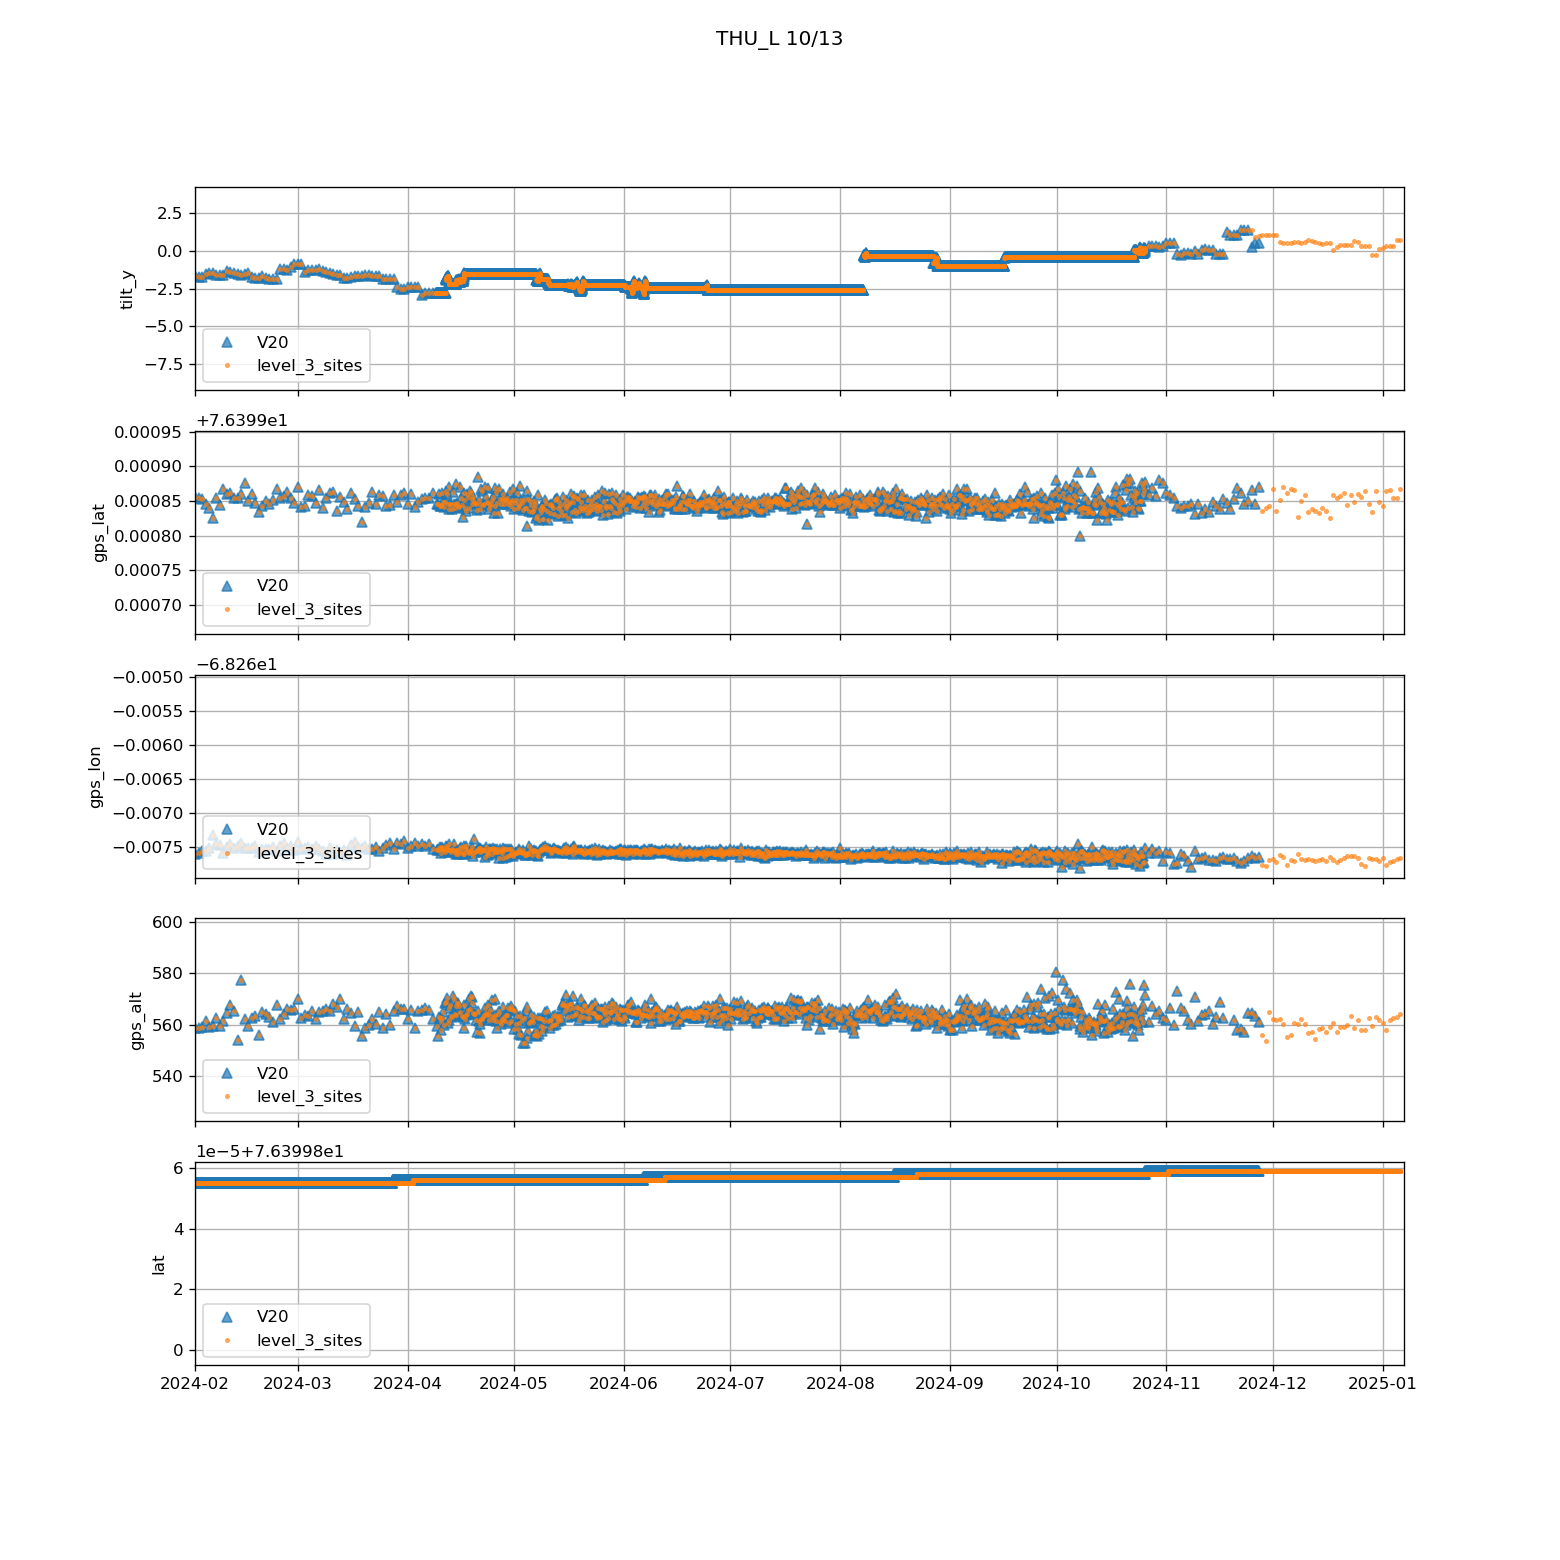 THU_L 10/13
2.5
0.0
−2.5
−5.0
−7.5
tilt_y
V20
level_3_sites
+7.6399e1
0.00095
0.00090
0.00085
0.00080
0.00075
0.00070
gps_lat
V20
level_3_sites
−6.826e1
−0.0050
−0.0055
−0.0060
−0.0065
−0.0070
−0.0075
gps_lon
V20
level_3_sites
600
580
560
540
gps_alt
V20
level_3_sites
1e−5+7.63998e1
6
4
2
0
lat
V20
level_3_sites
2024-02 2024-03 2024-04 2024-05 2024-06 2024-07 2024-08 2024-09 2024-10 2024-11 2024-12 2025-01